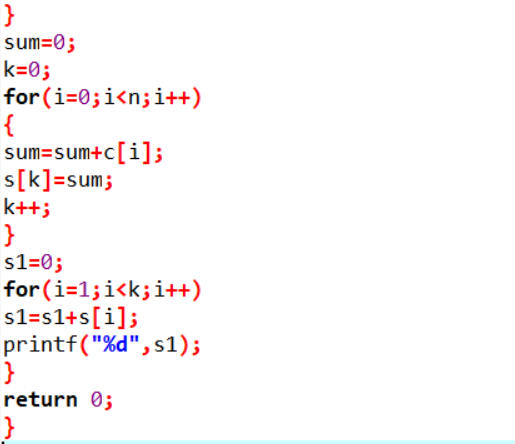 }
sum=0;
k=0;
for(i=0;i<n;i++)
{
sum=sum+c[i];
s[k]=sum;
k++;
}
s1=0;
for(i=1;i<k;i++)
s1=s1+s[i];
printf("%d",s1);
}
return 0;
}